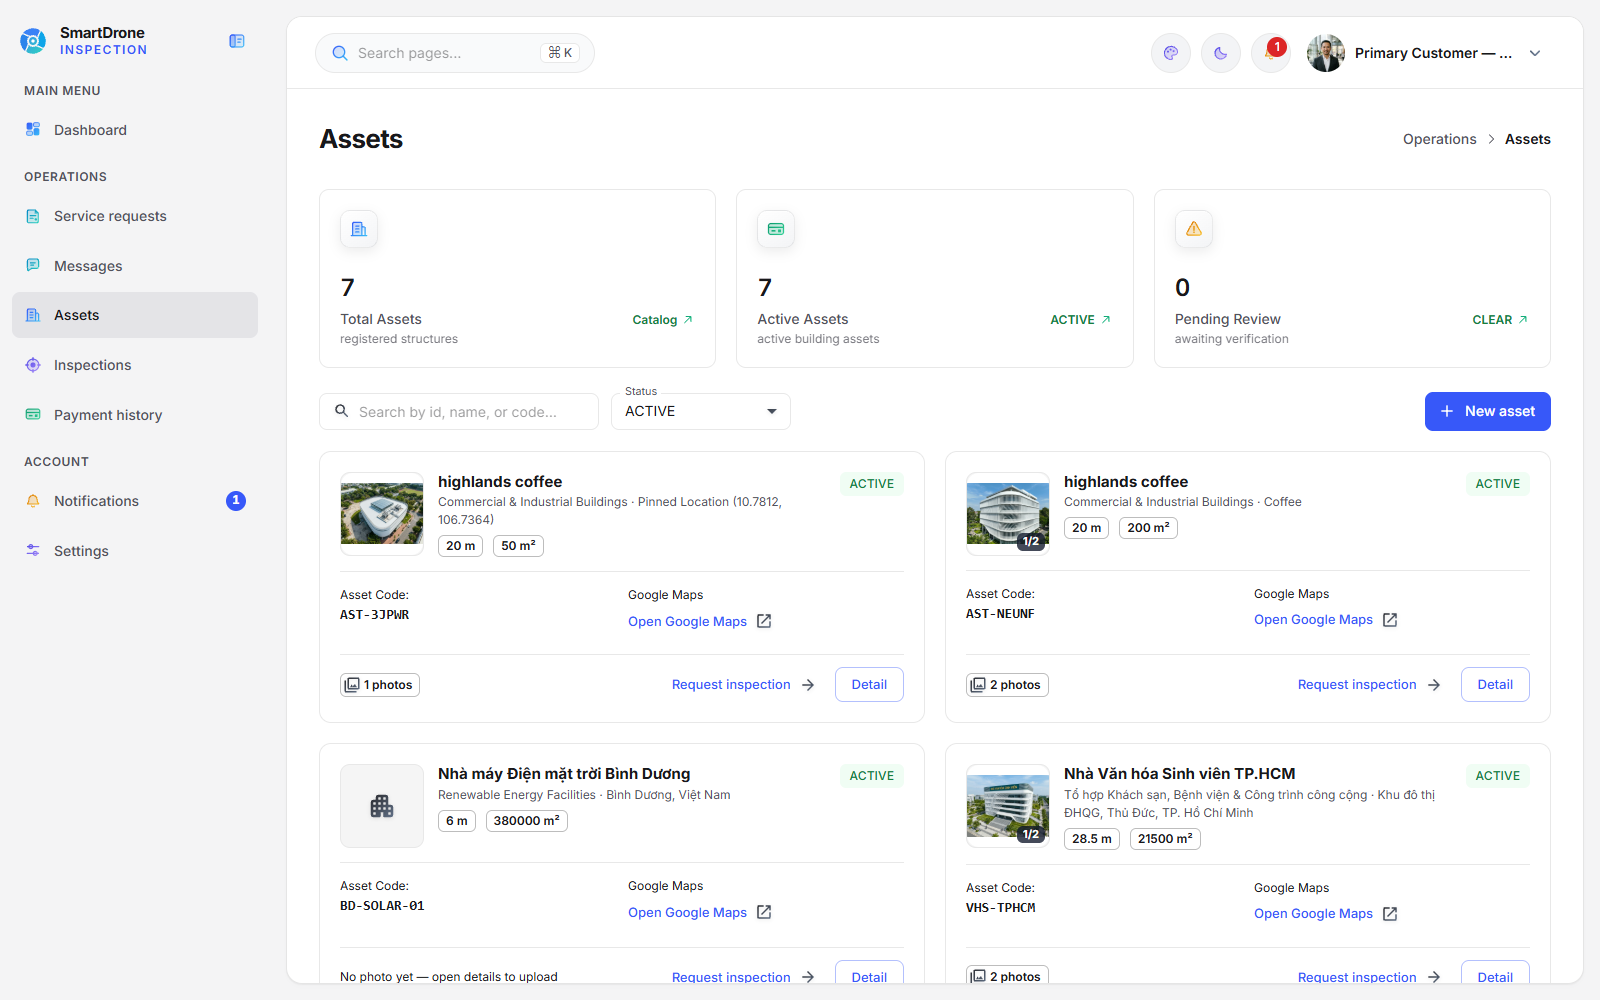 SmartDrone
INSPECTION
MAIN MENU
Dashboard
OPERATIONS
Service requests
Messages
Assets
Inspections
Payment history
ACCOUNT
Notifications
1
Settings
Search pages...
⌘ K
1
Primary Customer — ...
Assets
Operations > Assets
7
Total Assets
registered structures
Catalog ↗
7
Active Assets
active building assets
ACTIVE ↗
0
Pending Review
awaiting verification
CLEAR ↗
Search by id, name, or code...
Status
ACTIVE
+ New asset
highlands coffee
ACTIVE
Commercial & Industrial Buildings · Pinned Location (10.7812,
106.7364)
20 m
50 m²
Asset Code:
AST-3JPWR
Google Maps
Open Google Maps
1 photos
Request inspection →
Detail
highlands coffee
ACTIVE
Commercial & Industrial Buildings · Coffee
20 m
200 m²
1/2
Asset Code:
AST-NEUNF
Google Maps
Open Google Maps
2 photos
Request inspection →
Detail
Nhà máy Điện mặt trời Bình Dương
ACTIVE
Renewable Energy Facilities · Bình Dương, Việt Nam
6 m
380000 m²
Asset Code:
BD-SOLAR-01
Google Maps
Open Google Maps
No photo yet — open details to upload
Request inspection →
Detail
Nhà Văn hóa Sinh viên TP.HCM
ACTIVE
Tổ hợp Khách sạn, Bệnh viện & Công trình công cộng · Khu đô thị
ĐHQG, Thủ Đức, TP. Hồ Chí Minh
28.5 m
21500 m²
1/2
Asset Code:
VHS-TPHCM
Google Maps
Open Google Maps
2 photos
Request inspection →
Detail